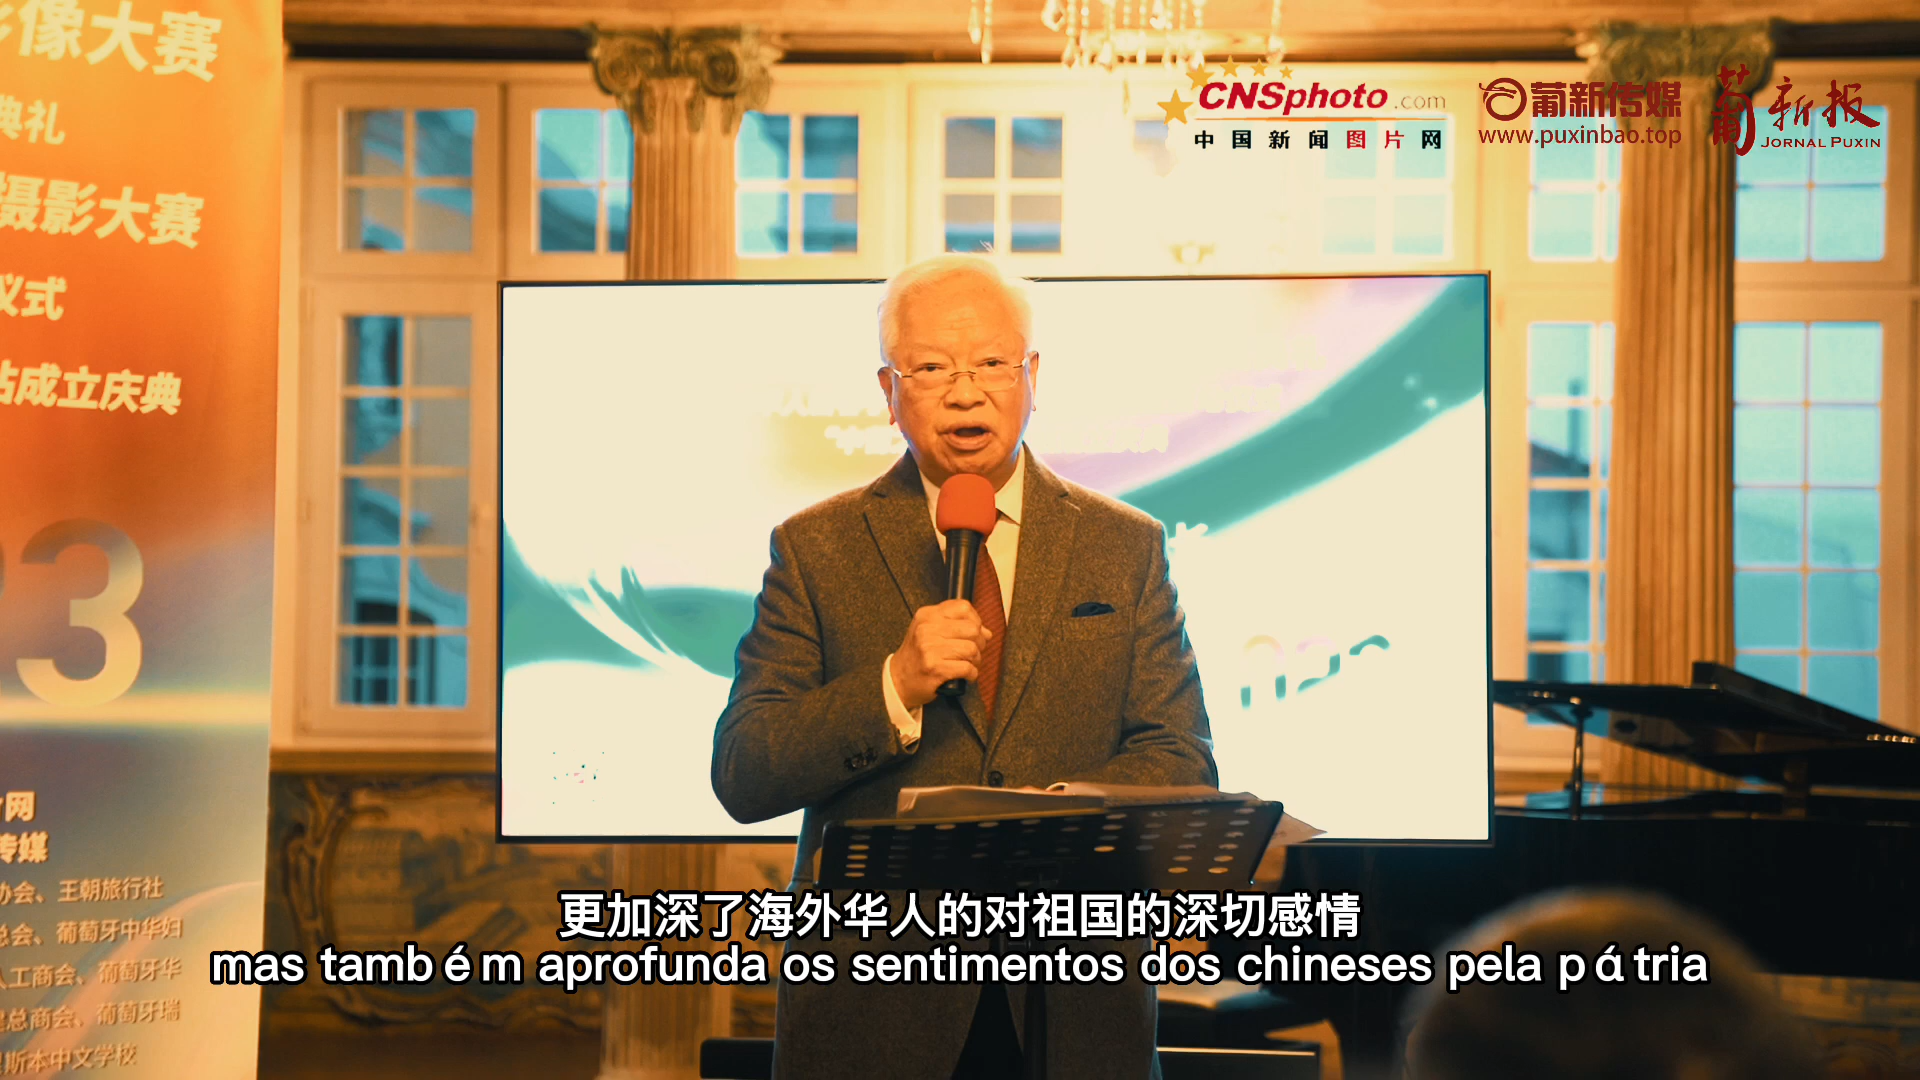 影像大赛
典礼
摄影大赛
仪式
站成立庆典
23
网
传媒
协会、王朝旅行社
总会、葡萄牙中华妇
人工商会、葡萄牙华
建总商会、葡萄牙瑞
里斯本中文学校
CNSphoto.com
中国新闻图片网
葡新传媒
www.puxinbao.top
葡新报
JORNAL PUXIN
更加深了海外华人的对祖国的深切感情
mas também aprofunda os sentimentos dos chineses pela pátria